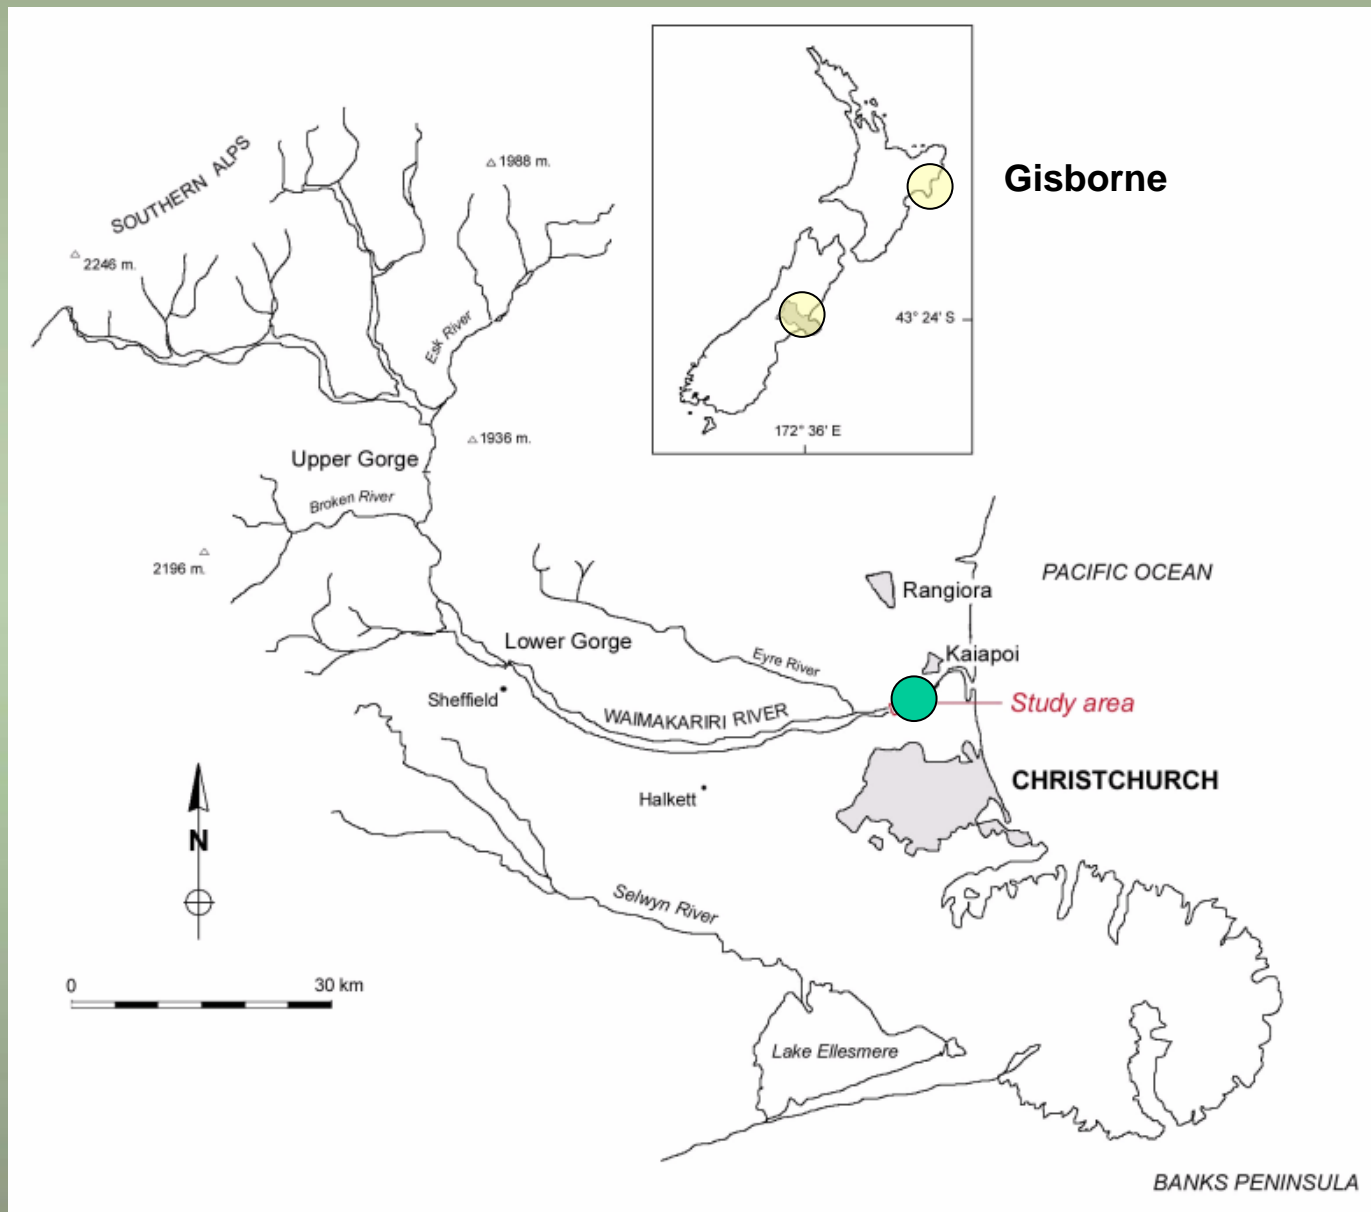 Gisborne
SOUTHERN ALPS
1988 m.
2246 m.
Esk River
43° 24' S
172° 36' E
1936 m.
Upper Gorge
Broken River
2196 m.
PACIFIC OCEAN
Rangiora
Lower Gorge
Kaiapoi
Eyre River
Sheffield
Study area
WAIMAKARIRI RIVER
CHRISTCHURCH
Halkett
N
Selwyn River
0 30 km
Lake Ellesmere
BANKS PENINSULA